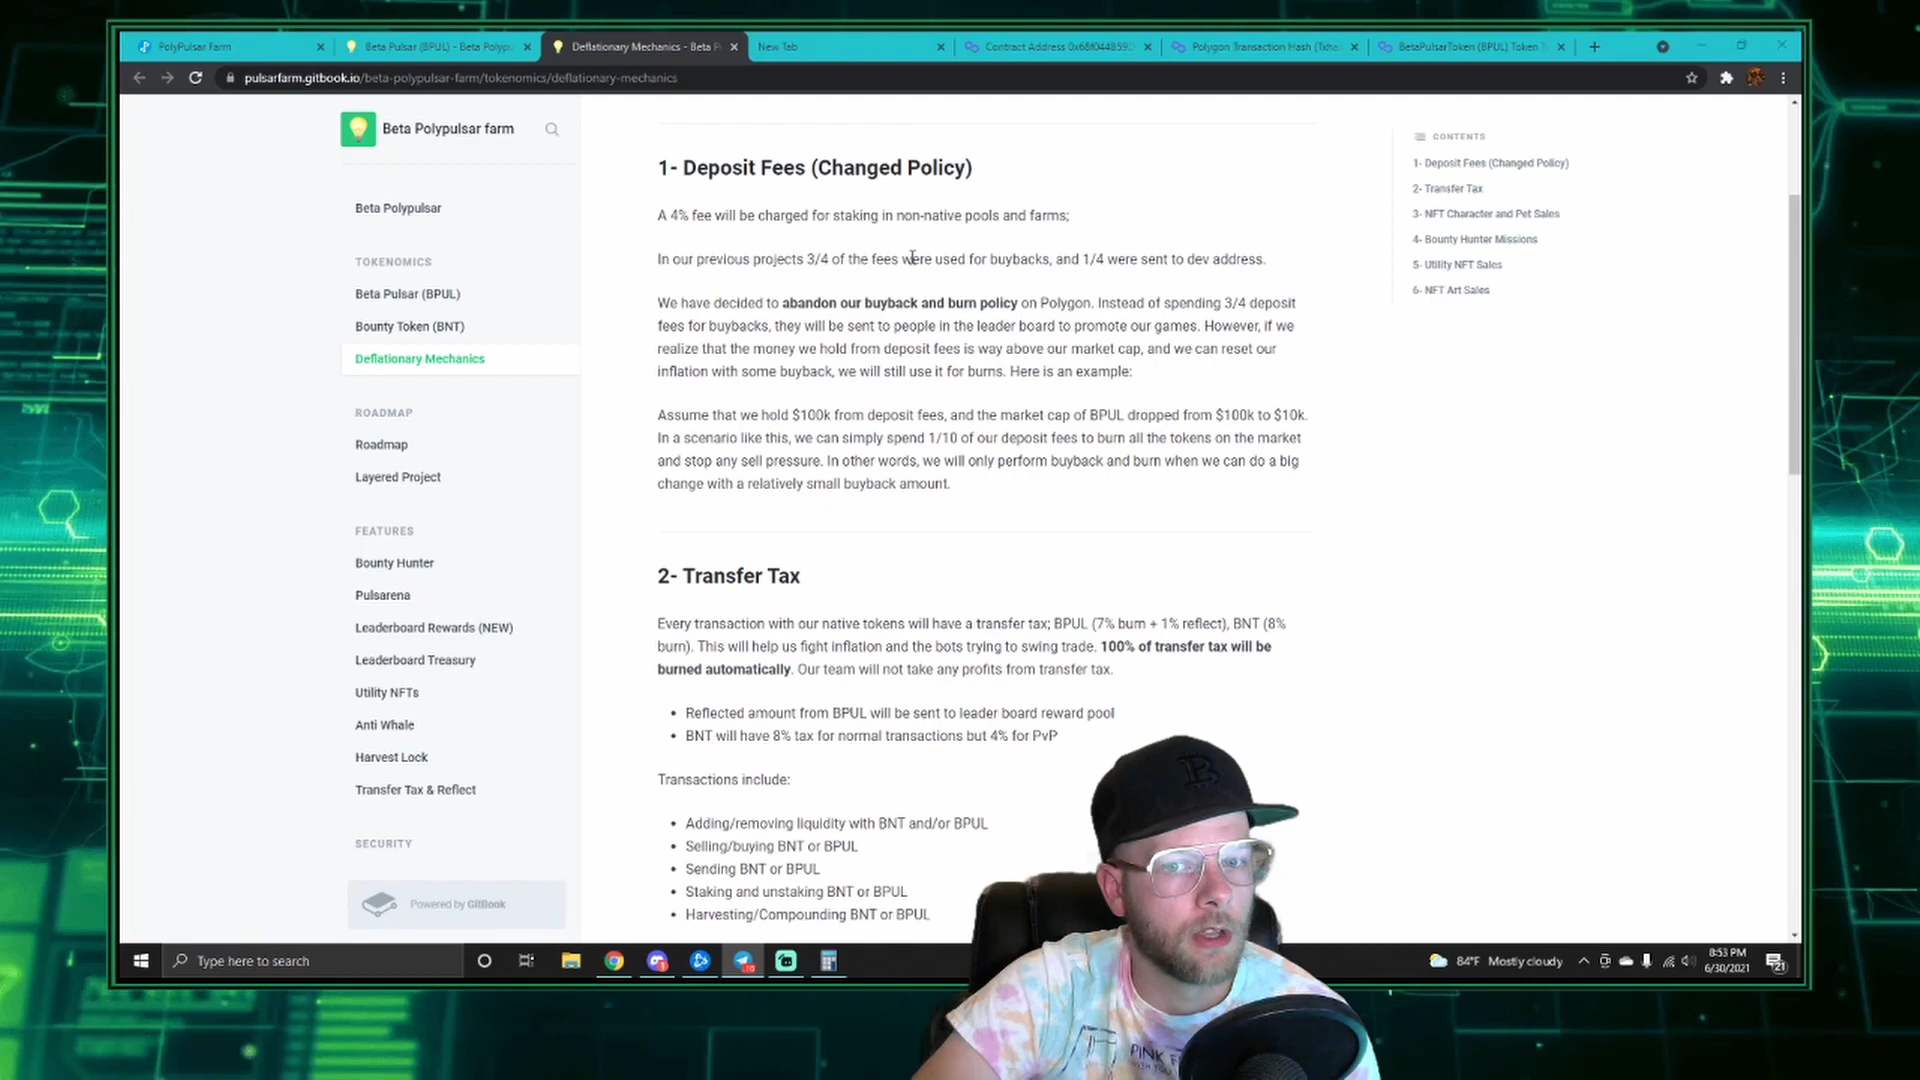 PolyPulsar Farm
Beta Pulsar (BPUL) - Beta Polypu
Deflationary Mechanics - Beta P
New Tab
Contract Address 0x68f044859
Polygon Transaction Hash (Txha
BetaPulsarToken (BPUL) Token T
pulsarfarm.gitbook.io/beta-polypulsar-farm/tokenomics/deflationary-mechanics
Beta Polypulsar farm
Beta Polypulsar
TOKENOMICS
Beta Pulsar (BPUL)
Bounty Token (BNT)
Deflationary Mechanics
ROADMAP
Roadmap
Layered Project
FEATURES
Bounty Hunter
Pulsarena
Leaderboard Rewards (NEW)
Leaderboard Treasury
Utility NFTs
Anti Whale
Harvest Lock
Transfer Tax & Reflect
SECURITY
Powered by GitBook
1- Deposit Fees (Changed Policy)
A 4% fee will be charged for staking in non-native pools and farms;
In our previous projects 3/4 of the fees were used for buybacks, and 1/4 were sent to dev address.
We have decided to abandon our buyback and burn policy on Polygon. Instead of spending 3/4 deposit
fees for buybacks, they will be sent to people in the leader board to promote our games. However, if we
realize that the money we hold from deposit fees is way above our market cap, and we can reset our
inflation with some buyback, we will still use it for burns. Here is an example:
Assume that we hold $100k from deposit fees, and the market cap of BPUL dropped from $100k to $10k.
In a scenario like this, we can simply spend 1/10 of our deposit fees to burn all the tokens on the market
and stop any sell pressure. In other words, we will only perform buyback and burn when we can do a big
change with a relatively small buyback amount.
2- Transfer Tax
Every transaction with our native tokens will have a transfer tax; BPUL (7% burn + 1% reflect), BNT (8%
burn). This will help us fight inflation and the bots trying to swing trade. 100% of transfer tax will be
burned automatically. Our team will not take any profits from transfer tax.
• Reflected amount from BPUL will be sent to leader board reward pool
• BNT will have 8% tax for normal transactions but 4% for PvP
Transactions include:
• Adding/removing liquidity with BNT and/or BPUL
• Selling/buying BNT or BPUL
• Sending BNT or BPUL
• Staking and unstaking BNT or BPUL
• Harvesting/Compounding BNT or BPUL
CONTENTS
1- Deposit Fees (Changed Policy)
2- Transfer Tax
3- NFT Character and Pet Sales
4- Bounty Hunter Missions
5- Utility NFT Sales
6- NFT Art Sales
Type here to search
84°F Mostly cloudy
8:53 PM
6/30/2021
21
PINK